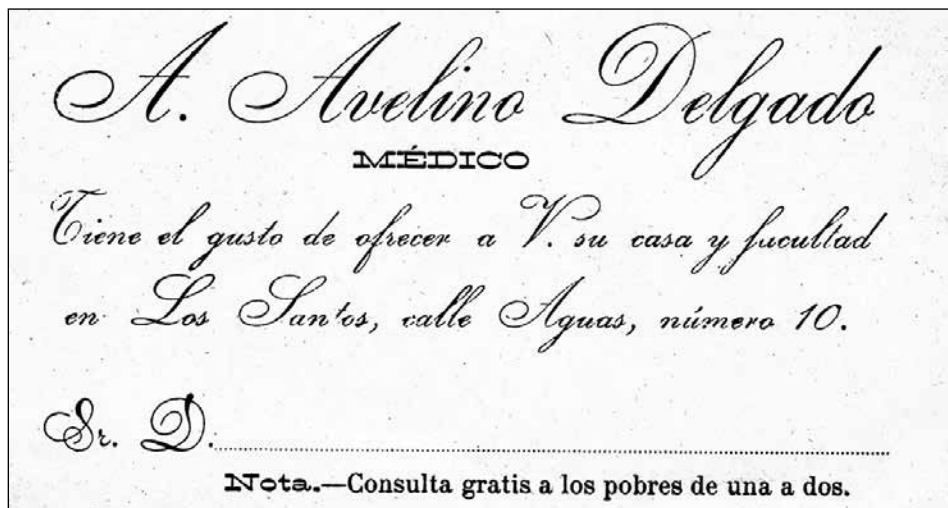 A. Avelino Delgado
MÉDICO
Tiene el gusto de ofrecer a V. su casa y facultad
en Los Santos, calle Aguas, número 10.
Sr. D.
Nota.—Consulta gratis a los pobres de una a dos.